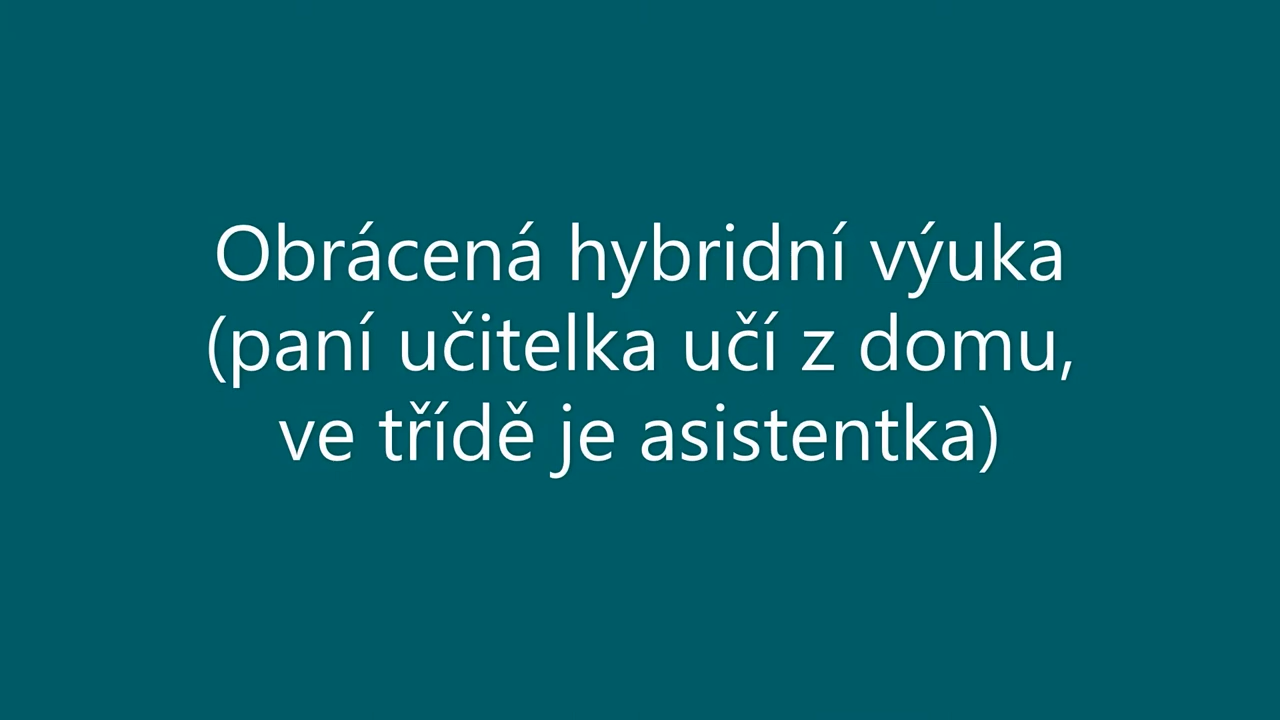 Obrácená hybridní výuka
(paní učitelka učí z domu,
ve třídě je asistentka)